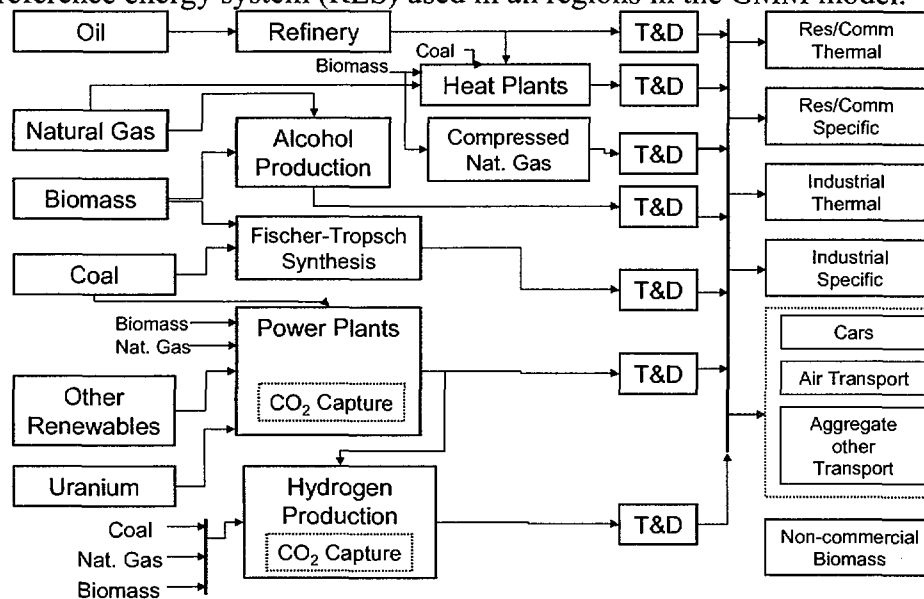 reference energy system (RES) used in all regions in the GMM model.
Oil
Refinery
T&D
Res/Comm
Thermal
Coal
Biomass
Heat Plants
T&D
Natural Gas
Alcohol
Production
Compressed
Nat. Gas
T&D
Res/Comm
Specific
Biomass
T&D
Industrial
Thermal
Fischer-Tropsch
Synthesis
Coal
T&D
Industrial
Specific
Biomass
Nat. Gas
Power Plants
CO₂ Capture
T&D
Cars
Air Transport
Aggregate
other
Transport
Other
Renewables
Uranium
Hydrogen
Production
CO₂ Capture
T&D
Coal
Nat. Gas
Biomass
Non-commercial
Biomass